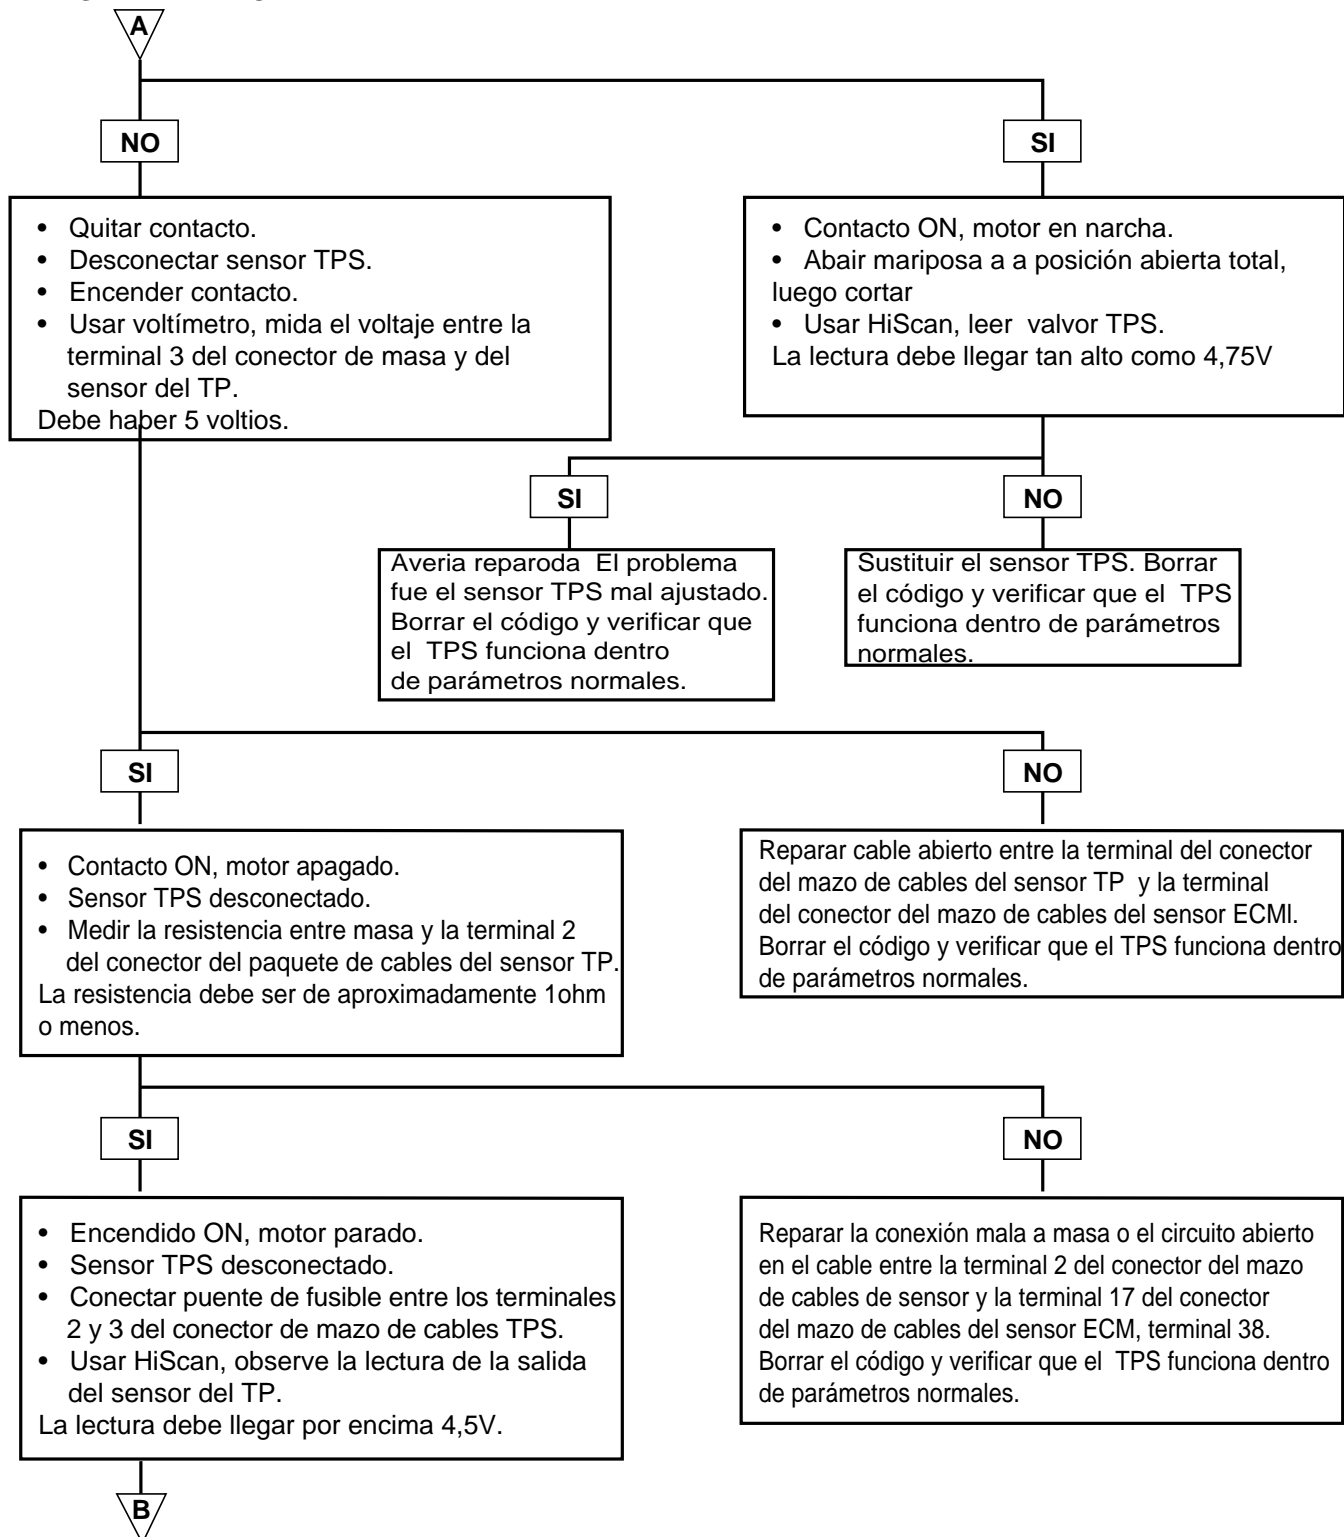 A
NO
SI
• Quitar contacto.
• Desconectar sensor TPS.
• Encender contacto.
• Usar voltímetro, mida el voltaje entre la
terminal 3 del conector de masa y del
sensor del TP.
Debe haber 5 voltios.
• Contacto ON, motor en narcha.
• Abair mariposa a a posición abierta total,
luego cortar
• Usar HiScan, leer valvor TPS.
La lectura debe llegar tan alto como 4,75V
SI
NO
Averia reparoda El problema
fue el sensor TPS mal ajustado.
Borrar el código y verificar que
el TPS funciona dentro
de parámetros normales.
Sustituir el sensor TPS. Borrar
el código y verificar que el TPS
funciona dentro de parámetros
normales.
SI
NO
• Contacto ON, motor apagado.
• Sensor TPS desconectado.
• Medir la resistencia entre masa y la terminal 2
del conector del paquete de cables del sensor TP.
La resistencia debe ser de aproximadamente 1ohm
o menos.
Reparar cable abierto entre la terminal del conector
del mazo de cables del sensor TP y la terminal
del conector del mazo de cables del sensor ECMI.
Borrar el código y verificar que el TPS funciona dentro
de parámetros normales.
SI
NO
• Encendido ON, motor parado.
• Sensor TPS desconectado.
• Conectar puente de fusible entre los terminales
2 y 3 del conector de mazo de cables TPS.
• Usar HiScan, observe la lectura de la salida
del sensor del TP.
La lectura debe llegar por encima 4,5V.
Reparar la conexión mala a masa o el circuito abierto
en el cable entre la terminal 2 del conector del mazo
de cables de sensor y la terminal 17 del conector
del mazo de cables del sensor ECM, terminal 38.
Borrar el código y verificar que el TPS funciona dentro
de parámetros normales.
B